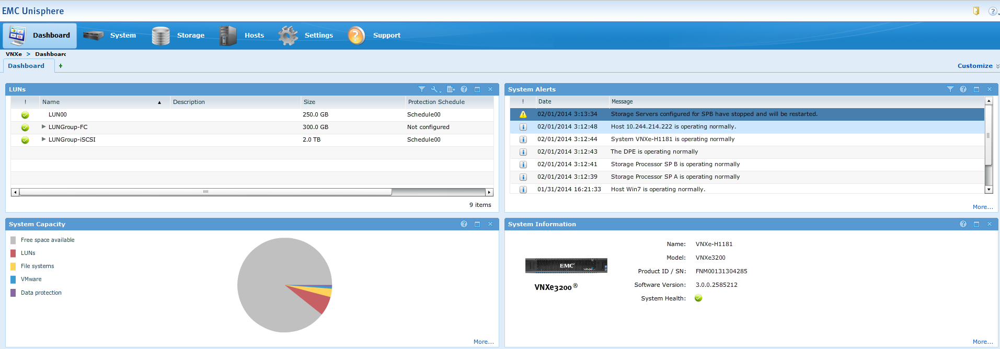 EMC Unisphere
Dashboard System Storage Hosts Settings Support
VNXe > Dashboard
Dashboard +
Customize
LUNs
! Name Description Size Protection Schedule
LUN00 250.0 GB Schedule00
LUNGroup-FC 300.0 GB Not configured
LUNGroup-iSCSI 2.0 TB Schedule00
9 items
System Alerts
! Date Message
02/01/2014 3:13:34 Storage Servers configured for SPB have stopped and will be restarted.
02/01/2014 3:12:48 Host 10.244.214.222 is operating normally.
02/01/2014 3:12:44 System VNXe-H1181 is operating normally
02/01/2014 3:12:43 The DPE is operating normally
02/01/2014 3:12:41 Storage Processor SP B is operating normally
02/01/2014 3:12:39 Storage Processor SP A is operating normally
01/31/2014 16:21:33 Host Win7 is operating normally.
More...
System Capacity
Free space available
LUNs
File systems
VMware
Data protection
More...
System Information
EMC²
VNXe3200®
Name: VNXe-H1181
Model: VNXe3200
Product ID / SN: FNM00131304285
Software Version: 3.0.0.2585212
System Health:
More...